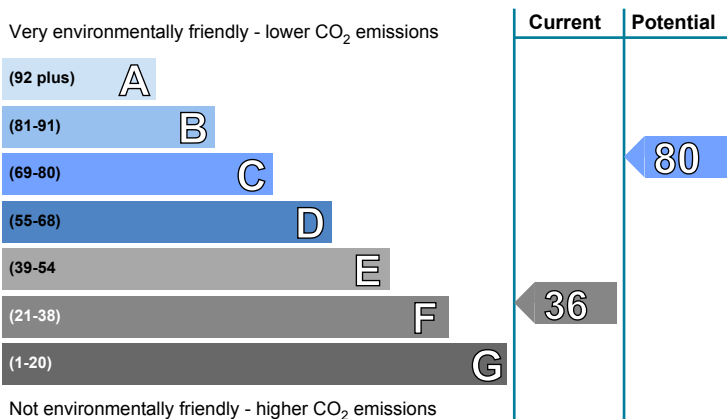 Very environmentally friendly - lower CO2 emissions
Current
Potential
(92 plus) A
(81-91) B
(69-80) C
80
(55-68) D
(39-54 E
(21-38) F
36
(1-20) G
Not environmentally friendly - higher CO2 emissions